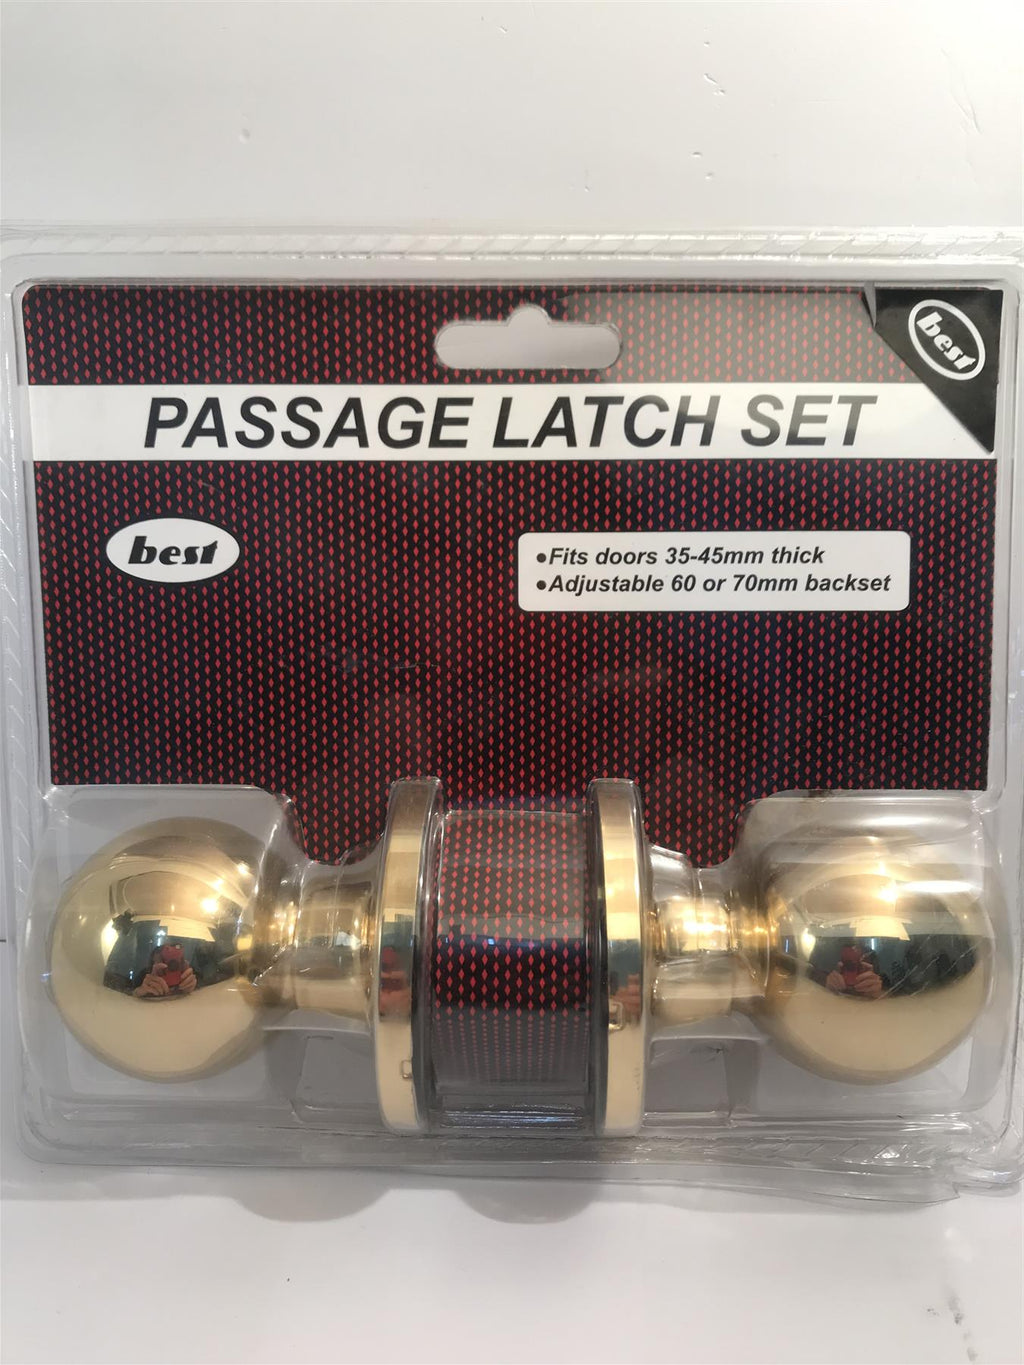 best
PASSAGE LATCH SET
best
•Fits doors 35-45mm thick
•Adjustable 60 or 70mm backset